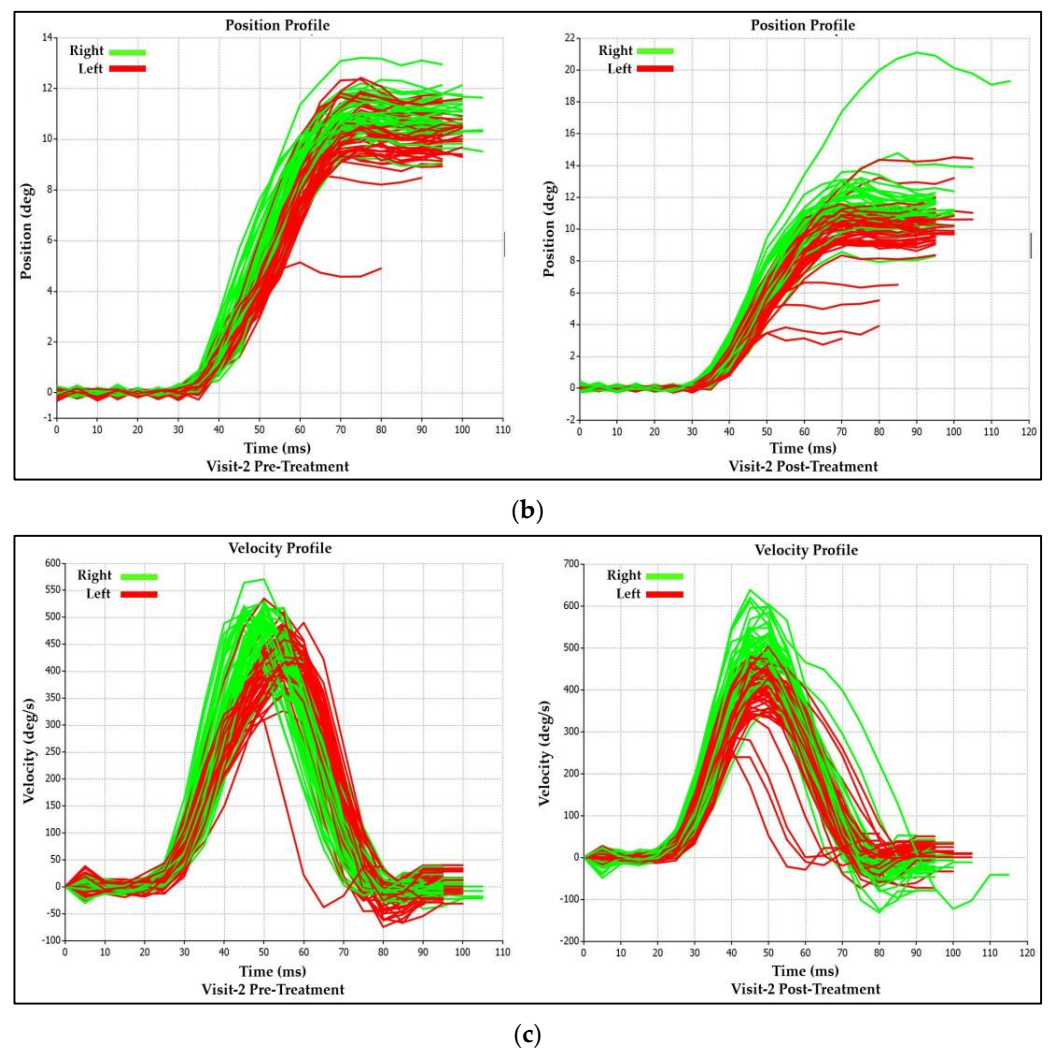 Position Profile
Right
Left
14
12
10
8
6
4
2
0
-1
Position (deg)
0 10 20 30 40 50 60 70 80 90 100 110
Time (ms)
Visit-2 Pre-Treatment
Position Profile
Right
Left
22
20
18
16
14
12
10
8
6
4
2
0
-2
Position (deg)
0 10 20 30 40 50 60 70 80 90 100 110 120
Time (ms)
Visit-2 Post-Treatment
(b)
Velocity Profile
Right
Left
600
550
500
450
400
350
300
250
200
150
100
50
0
-50
-100
Velocity (deg/s)
0 10 20 30 40 50 60 70 80 90 100 110
Time (ms)
Visit-2 Pre-Treatment
Velocity Profile
Right
Left
700
600
500
400
300
200
100
0
-100
-200
Velocity (deg/s)
0 10 20 30 40 50 60 70 80 90 100 110 120
Time (ms)
Visit-2 Post-Treatment
(c)